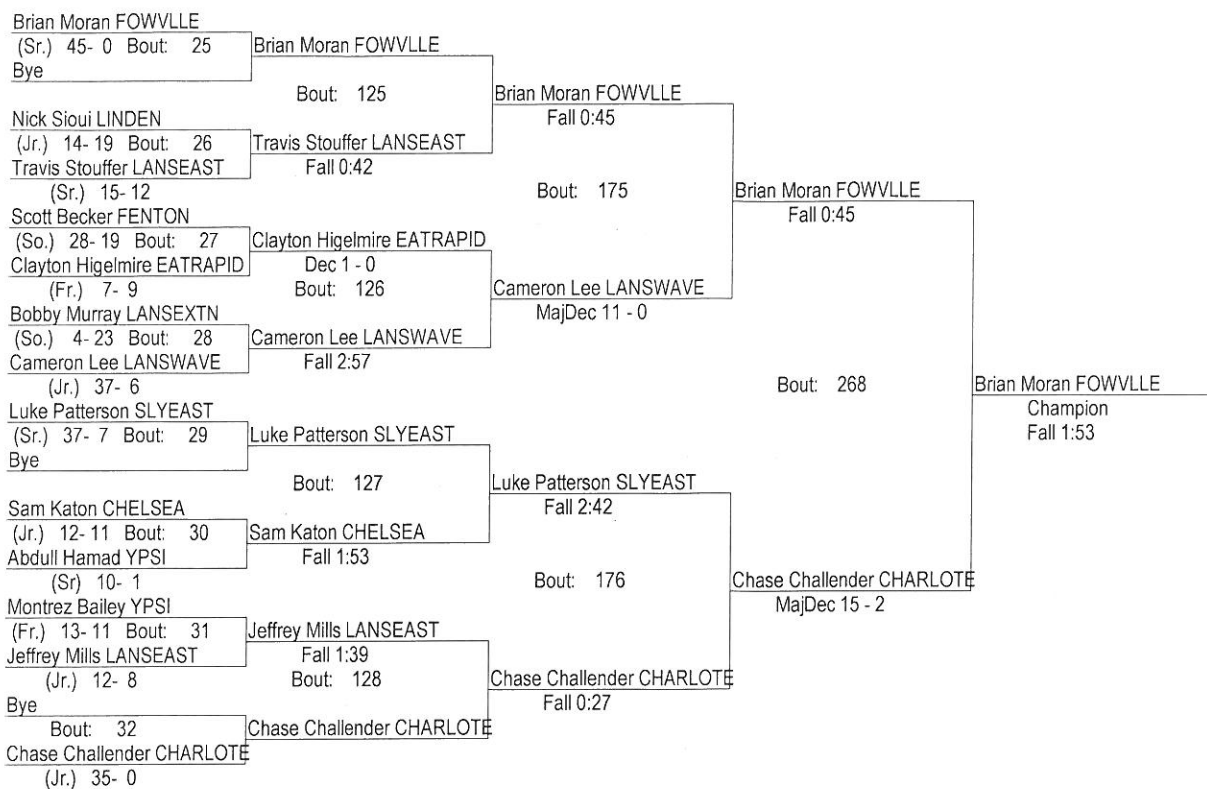 Brian Moran FOWVLLE
(Sr.) 45- 0 Bout: 25
Bye
Nick Sioui LINDEN
(Jr.) 14- 19 Bout: 26
Travis Stouffer LANSEAST
(Sr.) 15- 12
Scott Becker FENTON
(So.) 28- 19 Bout: 27
Clayton Higelmire EATRAPID
(Fr.) 7- 9
Bobby Murray LANSEXTN
(So.) 4- 23 Bout: 28
Cameron Lee LANSWAVE
(Jr.) 37- 6
Luke Patterson SLYEAST
(Sr.) 37- 7 Bout: 29
Bye
Sam Katon CHELSEA
(Jr.) 12- 11 Bout: 30
Abdull Hamad YPSI
(Sr) 10- 1
Montrez Bailey YPSI
(Fr.) 13- 11 Bout: 31
Jeffrey Mills LANSEAST
(Jr.) 12- 8
Bye
Bout: 32
Chase Challender CHARLOTE
(Jr.) 35- 0
Brian Moran FOWVLLE
Bout: 125
Travis Stouffer LANSEAST
Fall 0:42
Clayton Higelmire EATRAPID
Dec 1 - 0
Bout: 126
Cameron Lee LANSWAVE
Fall 2:57
Luke Patterson SLYEAST
Bout: 127
Sam Katon CHELSEA
Fall 1:53
Jeffrey Mills LANSEAST
Fall 1:39
Bout: 128
Chase Challender CHARLOTE
Brian Moran FOWVLLE
Fall 0:45
Bout: 175
Cameron Lee LANSWAVE
MajDec 11 - 0
Luke Patterson SLYEAST
Fall 2:42
Bout: 176
Chase Challender CHARLOTE
Fall 0:27
Brian Moran FOWVLLE
Fall 0:45
Bout: 268
Chase Challender CHARLOTE
MajDec 15 - 2
Brian Moran FOWVLLE
Champion
Fall 1:53